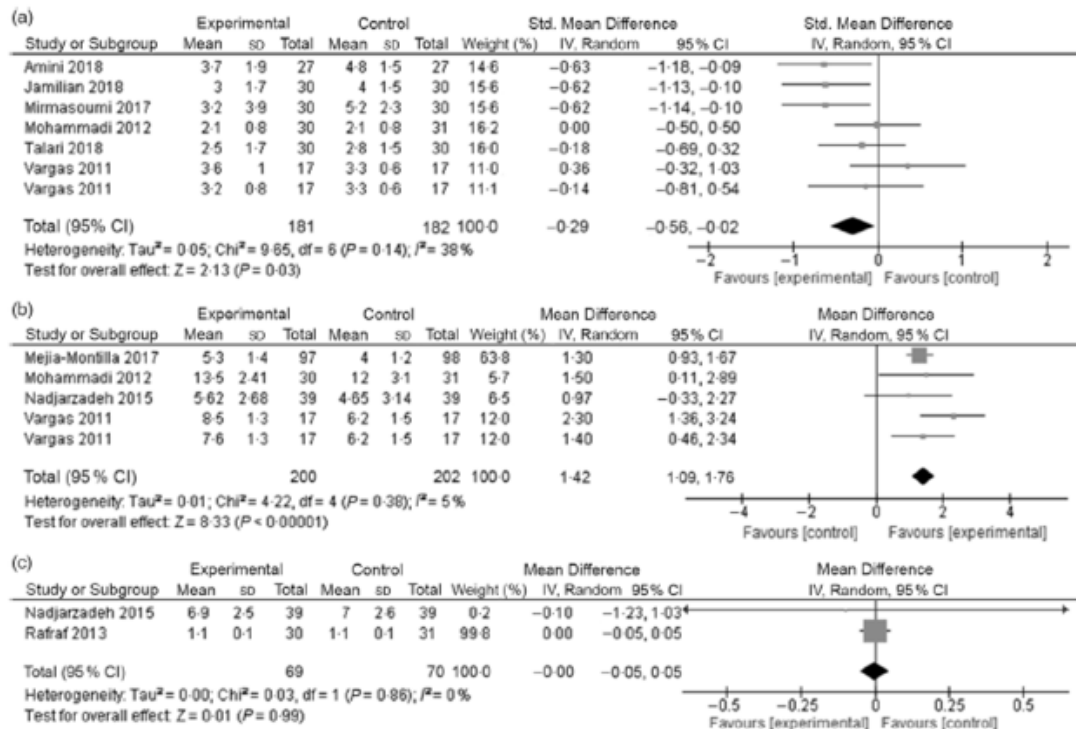 (a) Experimental Control Std. Mean Difference Std. Mean Difference
Study or Subgroup Mean SD Total Mean SD Total Weight (%) IV, Random 95% CI IV, Random, 95% CI
Amini 2018 3·7 1·9 27 4·8 1·5 27 14·6 −0·63 −1·18, −0·09
Jamilian 2018 3 1·7 30 4 1·5 30 15·6 −0·62 −1·13, −0·10
Mirmasoumi 2017 3·2 3·9 30 5·2 2·3 30 15·6 −0·62 −1·14, −0·10
Mohammadi 2012 2·1 0·8 30 2·1 0·8 31 16·2 0·00 −0·50, 0·50
Talari 2018 2·5 1·7 30 2·8 1·5 30 16·0 −0·18 −0·69, 0·32
Vargas 2011 3·6 1 17 3·3 0·6 17 11·0 0·36 −0·32, 1·03
Vargas 2011 3·2 0·8 17 3·3 0·6 17 11·1 −0·14 −0·81, 0·54
Total (95% CI) 181 182 100·0 −0·29 −0·56, −0·02
Heterogeneity: Tau²= 0·05; Chi²= 9·65, df= 6 (P= 0·14); I²= 38%
Test for overall effect: Z= 2·13 (P= 0·03)
−2 −1 0 1 2
Favours [experimental] Favours [control]
(b) Experimental Control Mean Difference Mean Difference
Study or Subgroup Mean SD Total Mean SD Total Weight (%) IV, Random 95% CI IV, Random, 95% CI
Mejia-Montilla 2017 5·3 1·4 97 4 1·2 98 63·8 1·30 0·93, 1·67
Mohammadi 2012 13·5 2·41 30 12 3·1 31 5·7 1·50 0·11, 2·89
Nadjarzadeh 2015 5·62 2·68 39 4·65 3·14 39 6·5 0·97 −0·33, 2·27
Vargas 2011 8·5 1·3 17 6·2 1·5 17 12·0 2·30 1·36, 3·24
Vargas 2011 7·6 1·3 17 6·2 1·5 17 12·0 1·40 0·46, 2·34
Total (95% CI) 200 202 100·0 1·42 1·09, 1·76
Heterogeneity: Tau²= 0·01; Chi²= 4·22, df= 4 (P= 0·38); I²= 5%
Test for overall effect: Z= 8·33 (P< 0·00001)
−4 −2 0 2 4
Favours [control] Favours [experimental]
(c) Experimental Control Mean Difference Mean Difference
Study or Subgroup Mean SD Total Mean SD Total Weight (%) IV, Random 95% CI IV, Random, 95% CI
Nadjarzadeh 2015 6·9 2·5 39 7 2·6 39 0·2 −0·10 −1·23, 1·03
Rafraf 2013 1·1 0·1 30 1·1 0·1 31 99·8 0·00 −0·05, 0·05
Total (95% CI) 69 70 100·0 −0·00 −0·05, 0·05
Heterogeneity: Tau²= 0·00; Chi²= 0·03, df= 1 (P= 0·86); I²= 0%
Test for overall effect: Z= 0·01 (P= 0·99)
−0·5 −0·25 0 0·25 0·5
Favours [experimental] Favours [control]